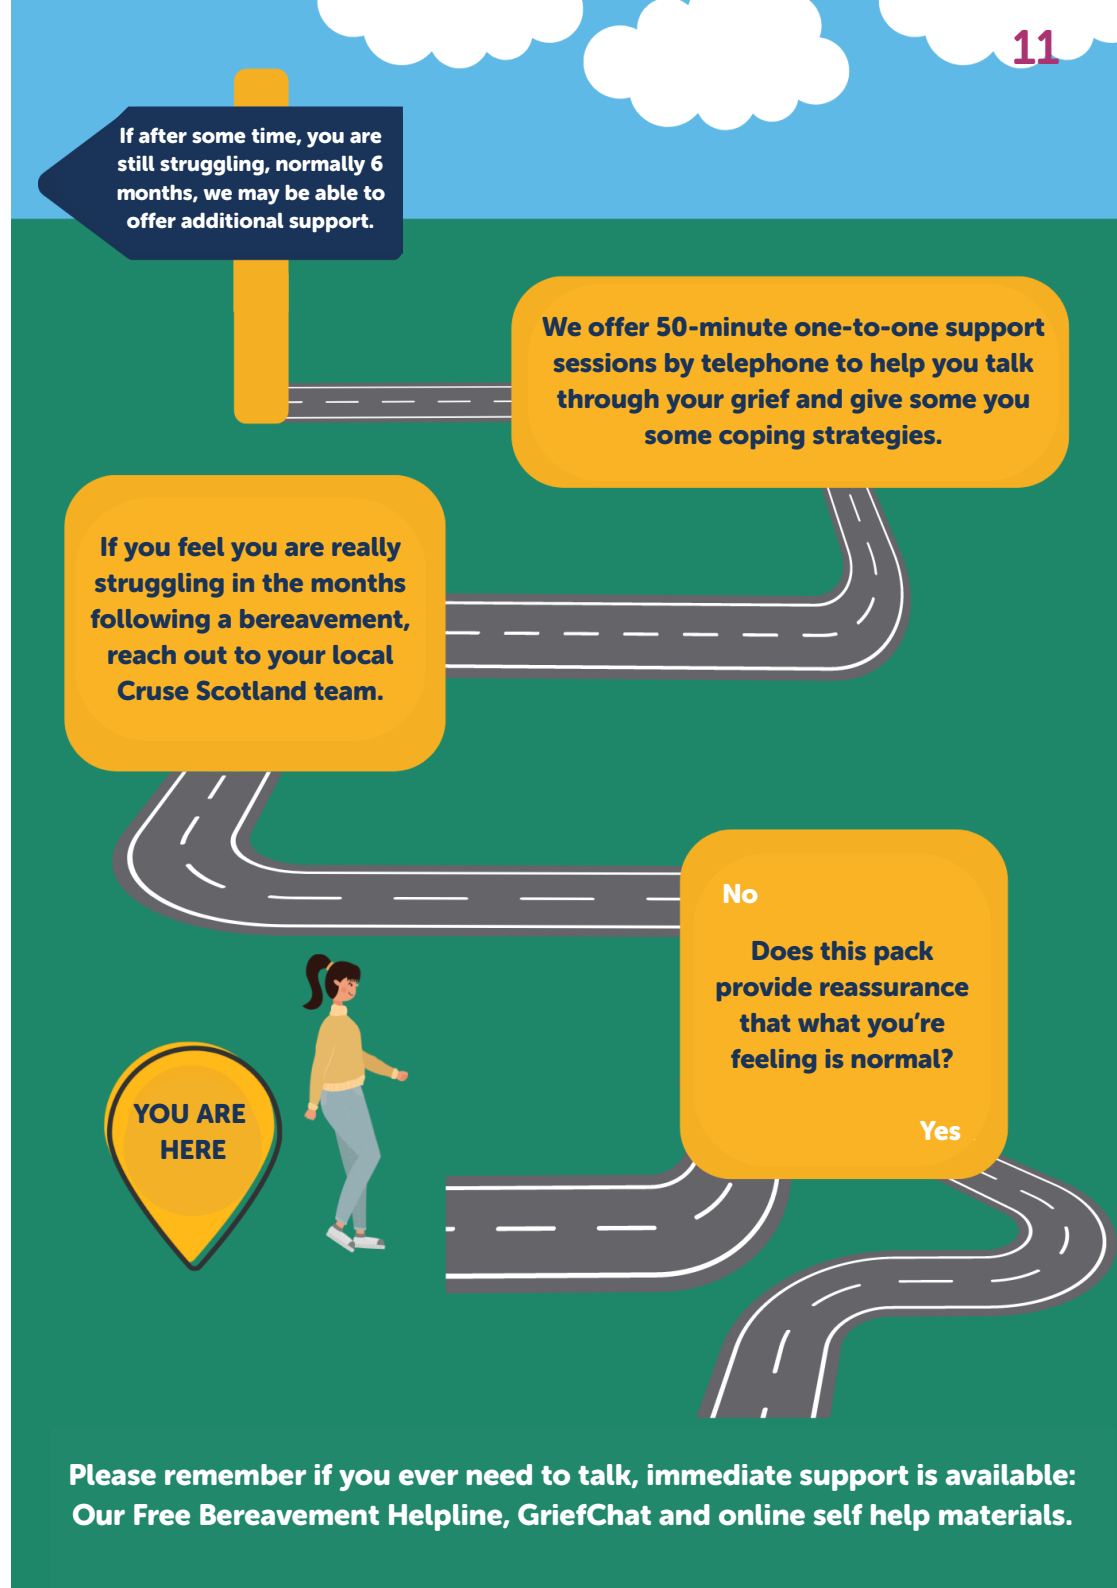 11
If after some time, you are
still struggling, normally 6
months, we may be able to
offer additional support.
We offer 50-minute one-to-one support
sessions by telephone to help you talk
through your grief and give some you
some coping strategies.
If you feel you are really
struggling in the months
following a bereavement,
reach out to your local
Cruse Scotland team.
No
Does this pack
provide reassurance
that what you're
feeling is normal?
Yes
YOU ARE
HERE
Please remember if you ever need to talk, immediate support is available:
Our Free Bereavement Helpline, GriefChat and online self help materials.